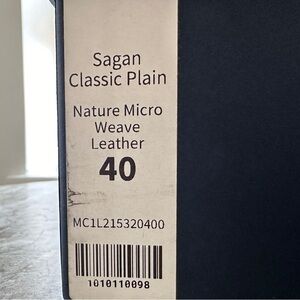 Sagan
Classic Plain
Nature Micro
Weave
Leather
40
MC1L215320400
1010110098